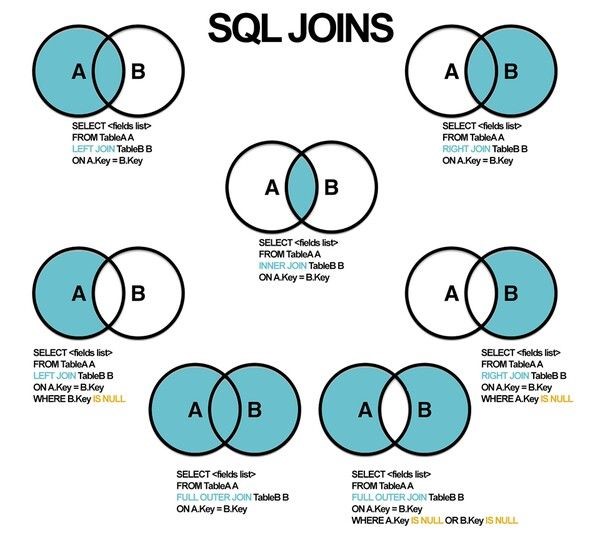 SQL JOINS
A B
SELECT <fields list>
FROM TableA A
LEFT JOIN TableB B
ON A.Key = B.Key
A B
SELECT <fields list>
FROM TableA A
RIGHT JOIN TableB B
ON A.Key = B.Key
A B
SELECT <fields list>
FROM TableA A
INNER JOIN TableB B
ON A.Key = B.Key
A B
SELECT <fields list>
FROM TableA A
LEFT JOIN TableB B
ON A.Key = B.Key
WHERE B.Key IS NULL
A B
SELECT <fields list>
FROM TableA A
RIGHT JOIN TableB B
ON A.Key = B.Key
WHERE A.Key IS NULL
A B
SELECT <fields list>
FROM TableA A
FULL OUTER JOIN TableB B
ON A.Key = B.Key
A B
SELECT <fields list>
FROM TableA A
FULL OUTER JOIN TableB B
ON A.Key = B.Key
WHERE A.Key IS NULL OR B.Key IS NULL